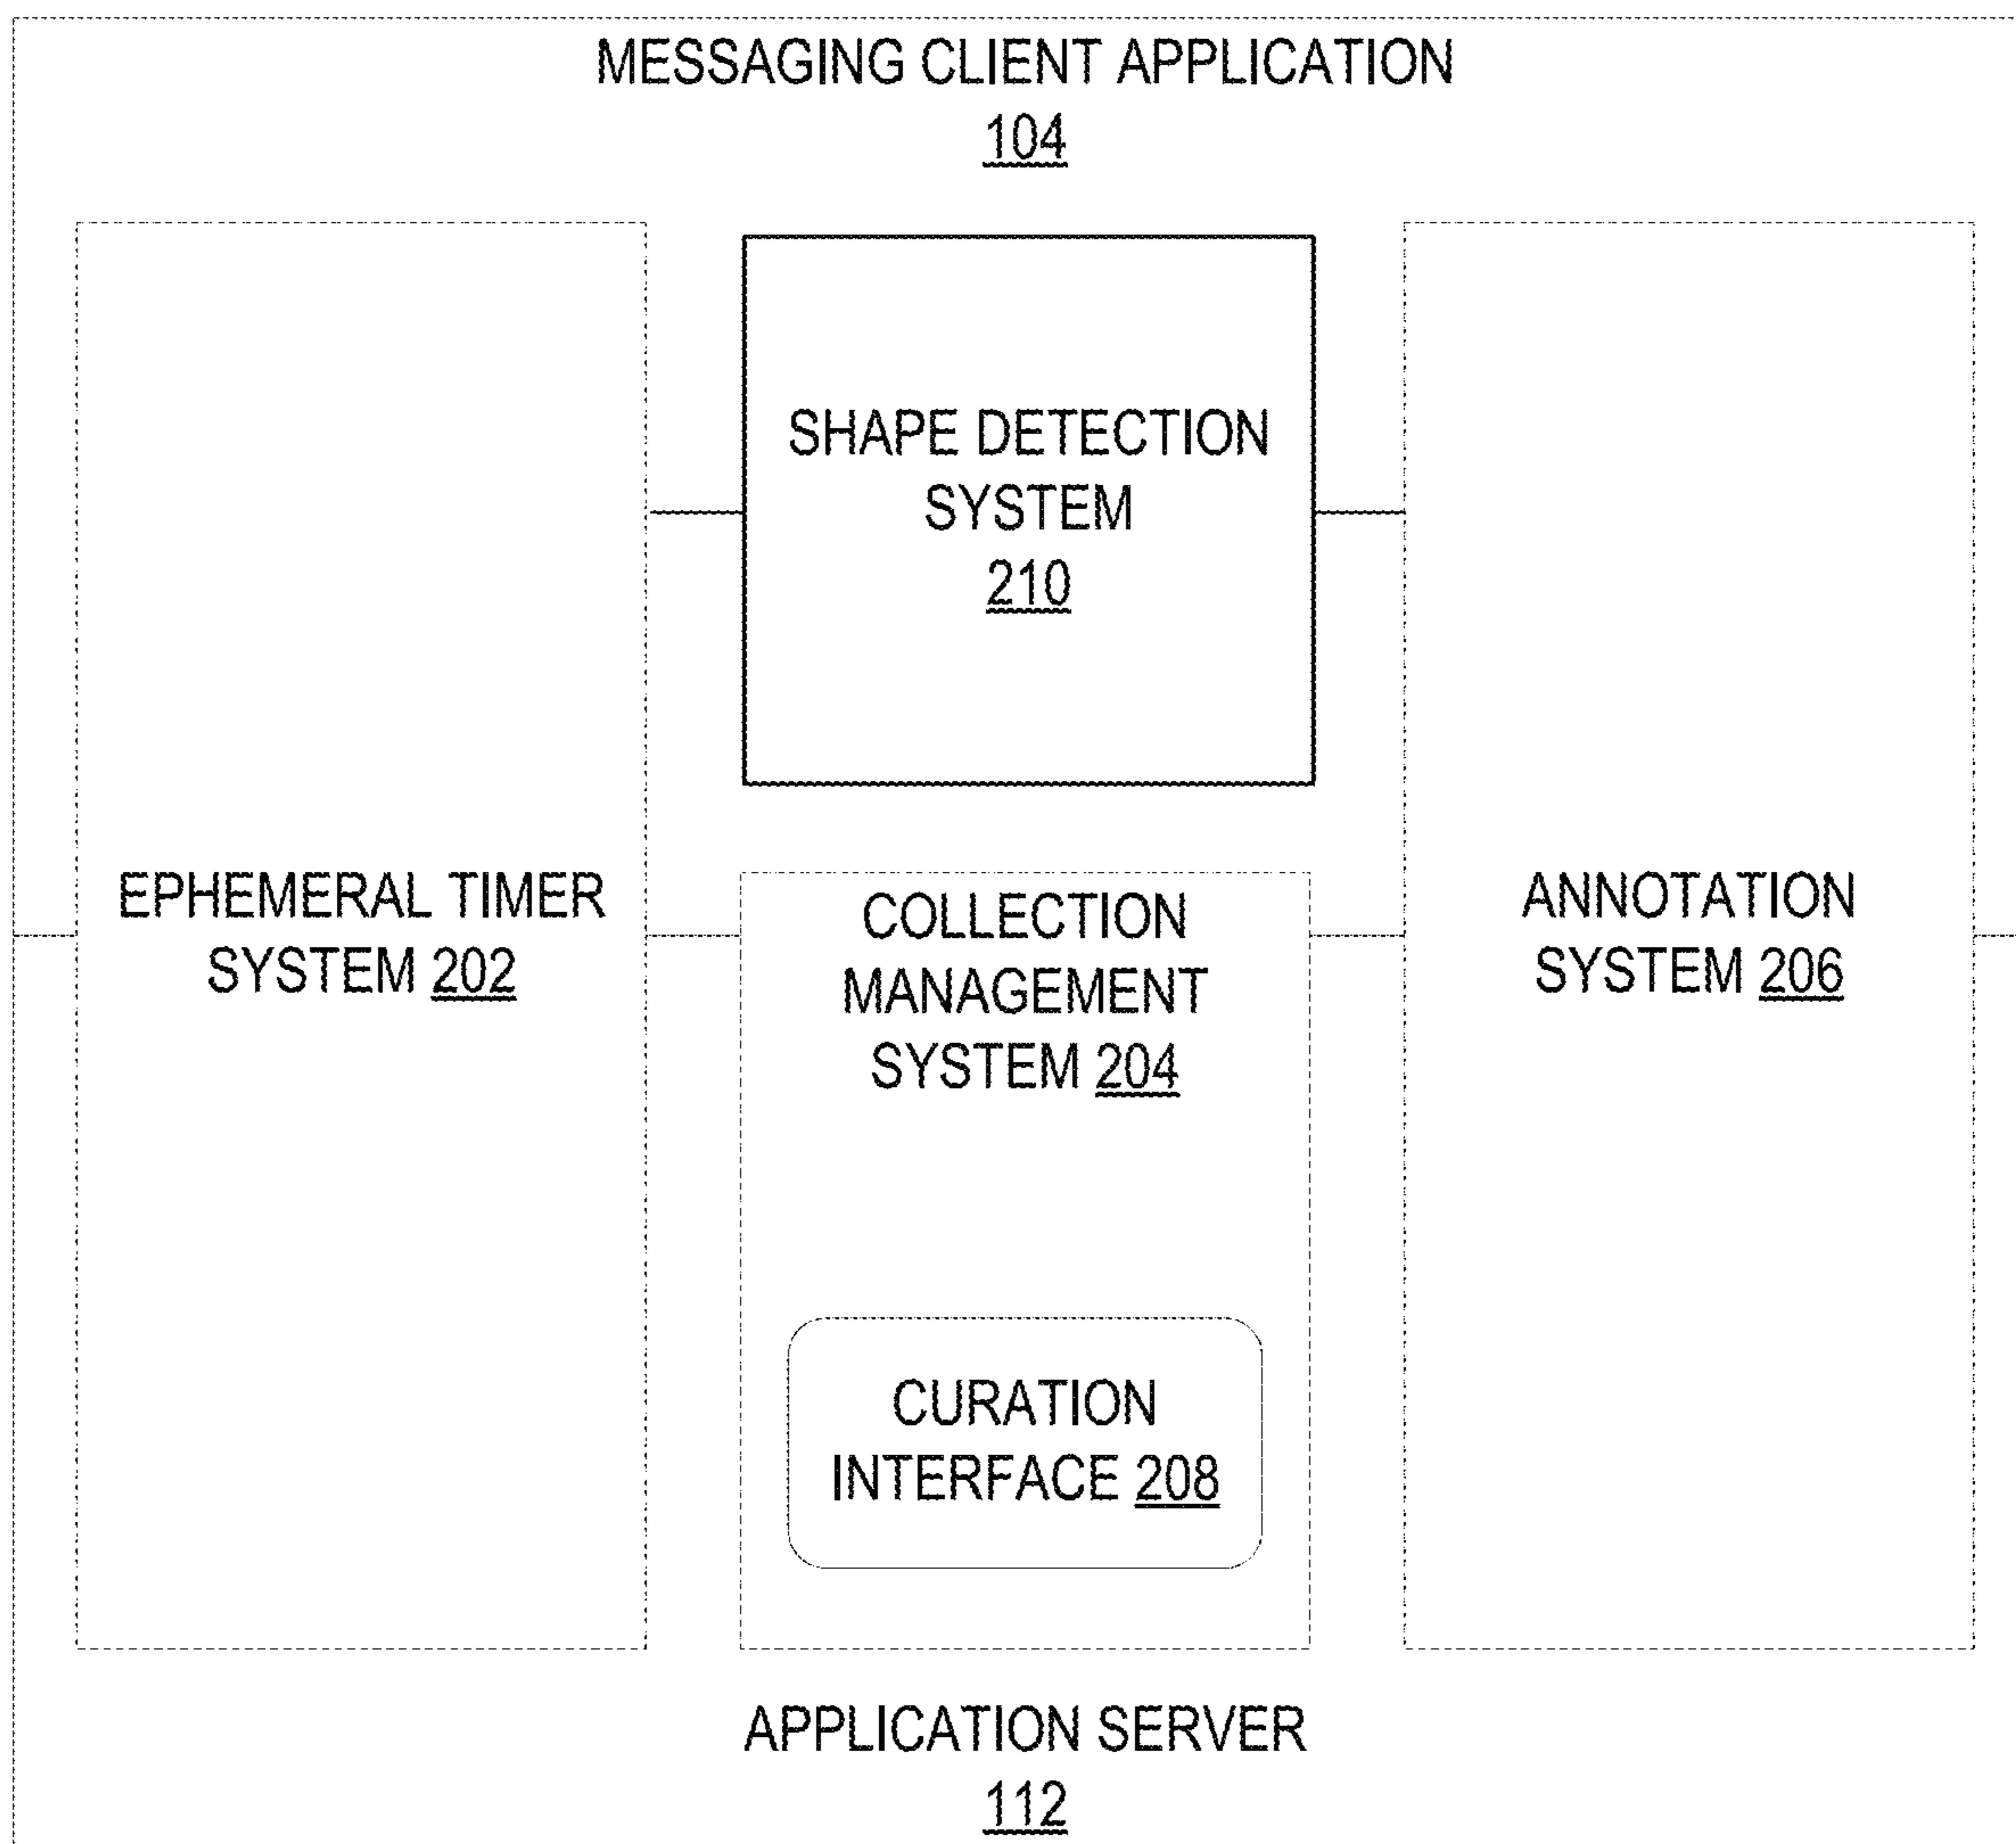 MESSAGING CLIENT APPLICATION
104
SHAPE DETECTION
SYSTEM
210
EPHEMERAL TIMER
SYSTEM 202
COLLECTION
MANAGEMENT
SYSTEM 204
ANNOTATION
SYSTEM 206
CURATION
INTERFACE 208
APPLICATION SERVER
112